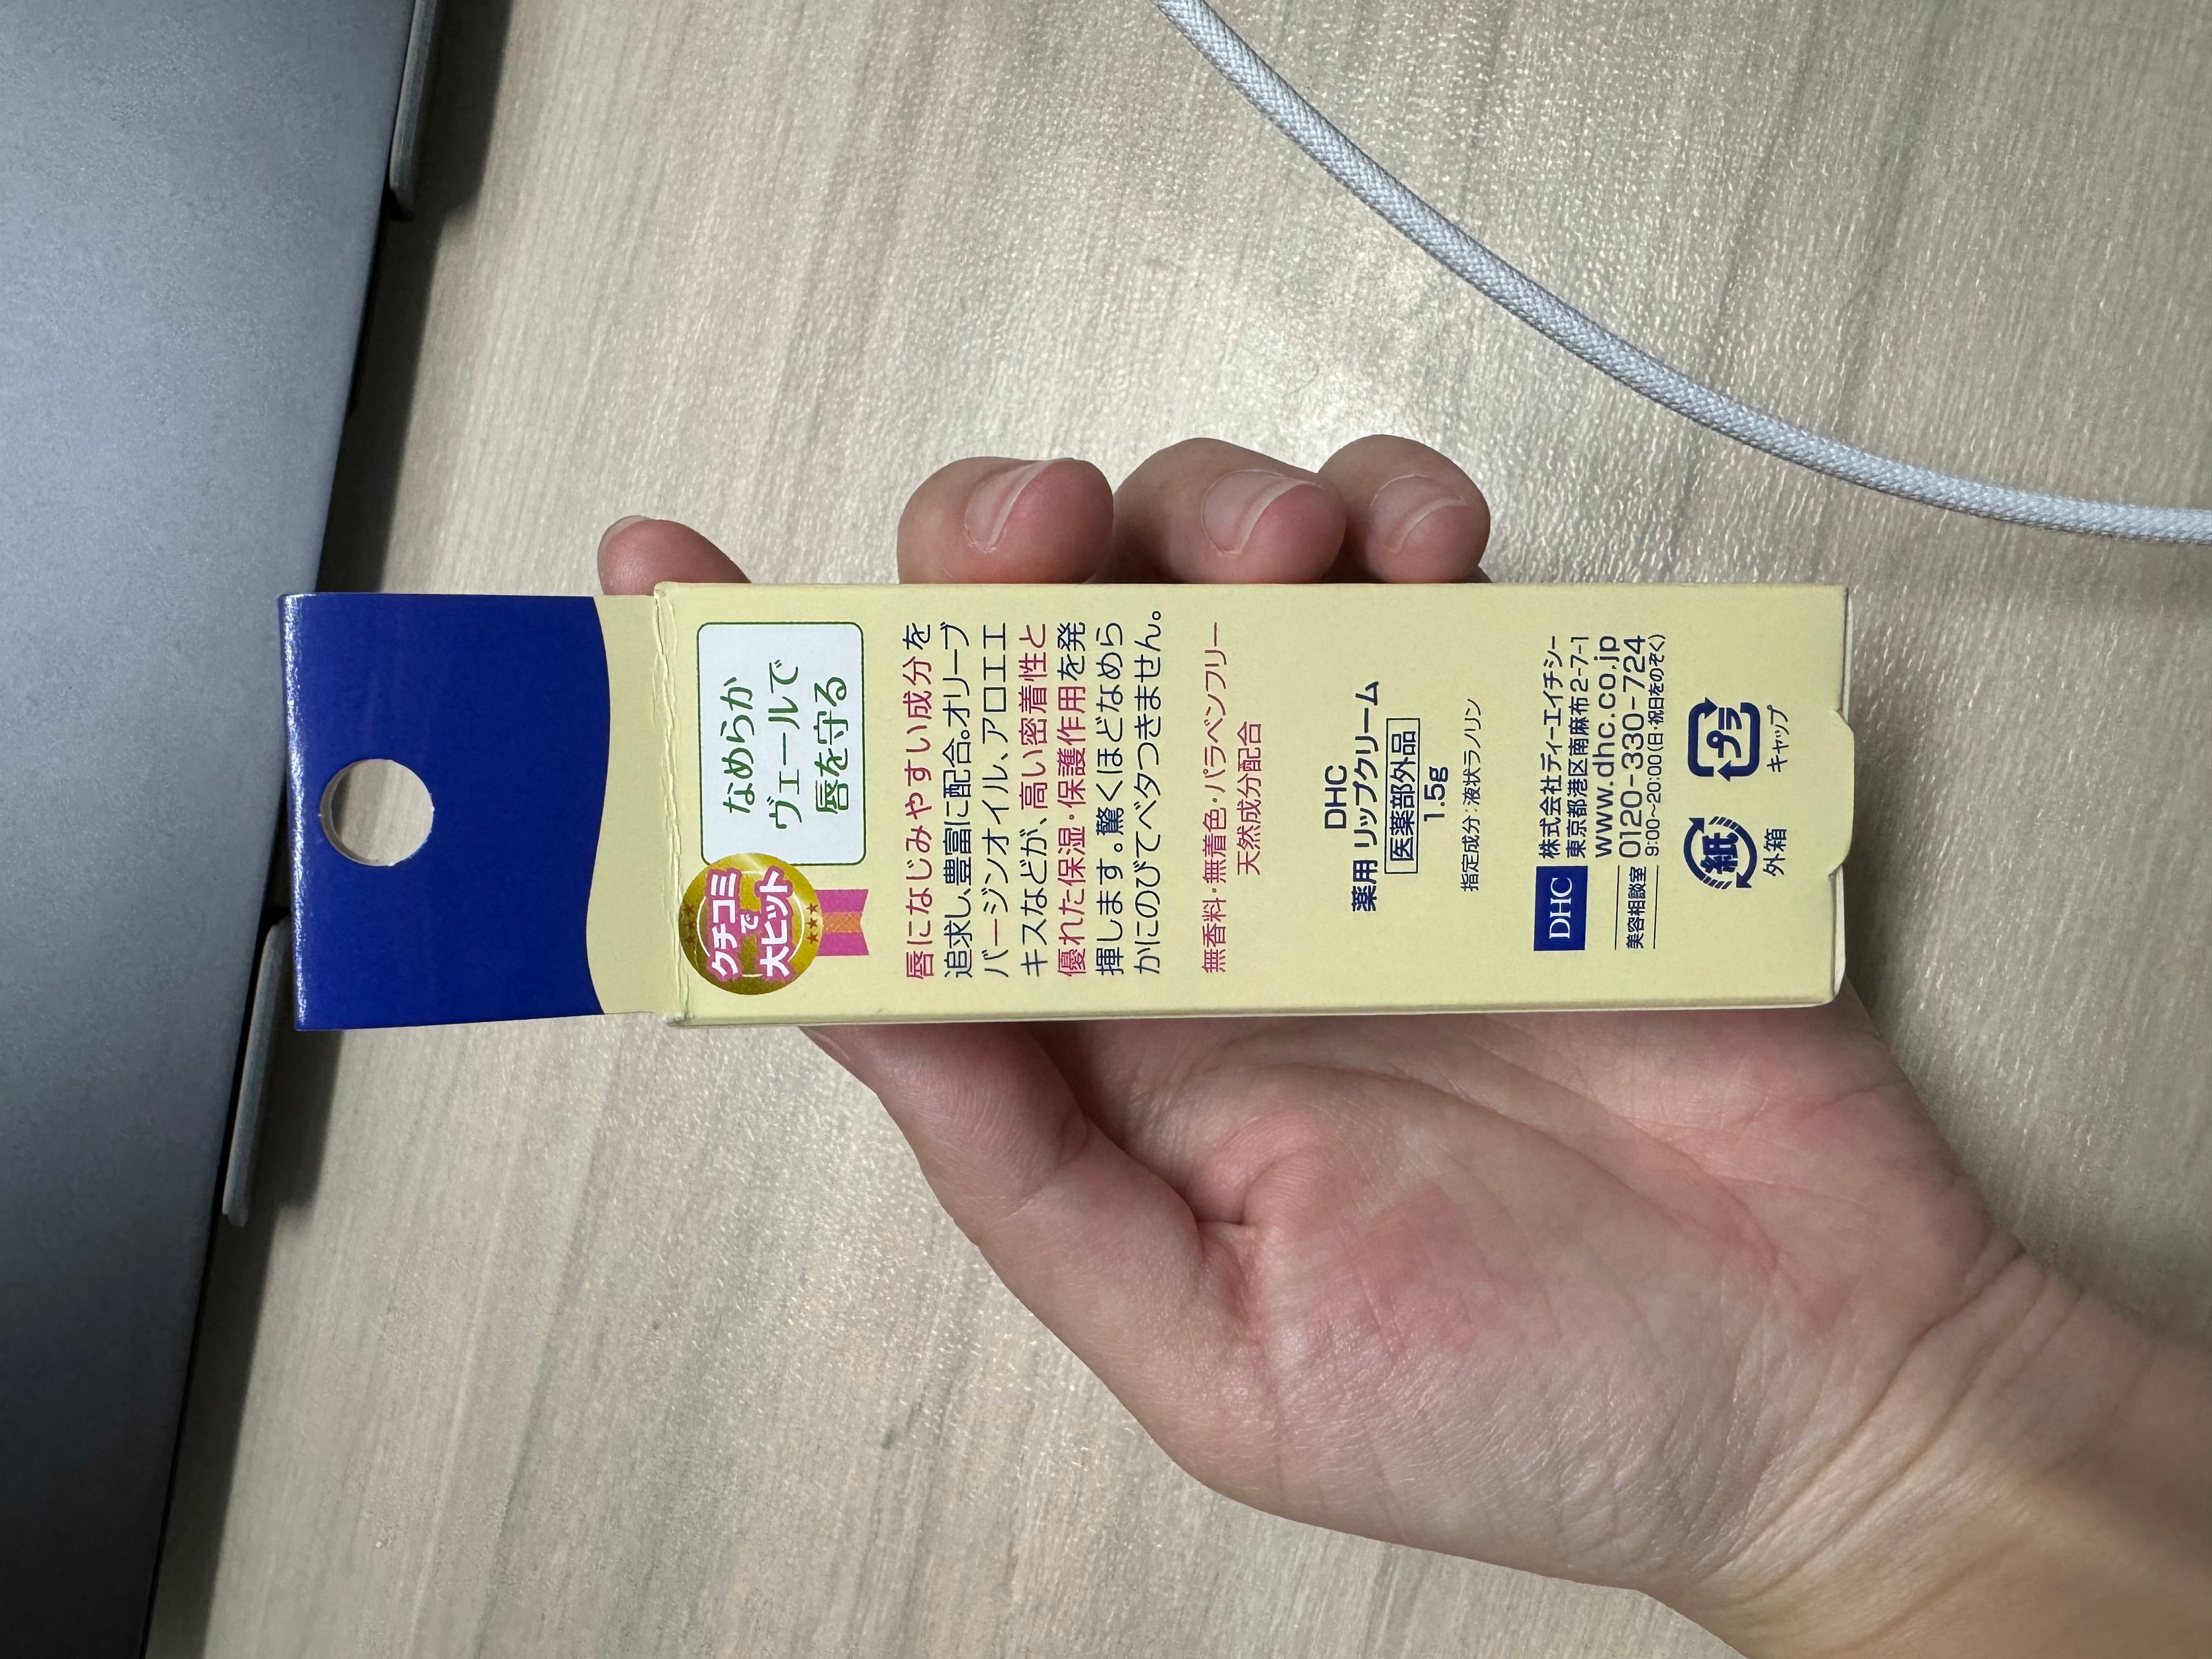 なめらか
ヴェールで
唇を守る
クチコミ
で
大ヒット
唇になじみやすい成分を
追求し、豊富に配合。オリーブ
バージンオイル、アロエエ
キスなどが、高い密着性と
優れた保湿・保護作用を発
揮します。驚くほどなめら
かにのびてベタつきません。
無香料・無着色・パラベンフリー
天然成分配合
DHC
薬用 リップクリーム
医薬部外品
1.5g
指定成分：液状ラノリン
DHC
株式会社ディーエイチシー
東京都港区南麻布2-7-1
www.dhc.co.jp
美容相談室
0120-330-724
9:00〜20:00(日・祝日をのぞく)
紙
外箱
プラ
キャップ